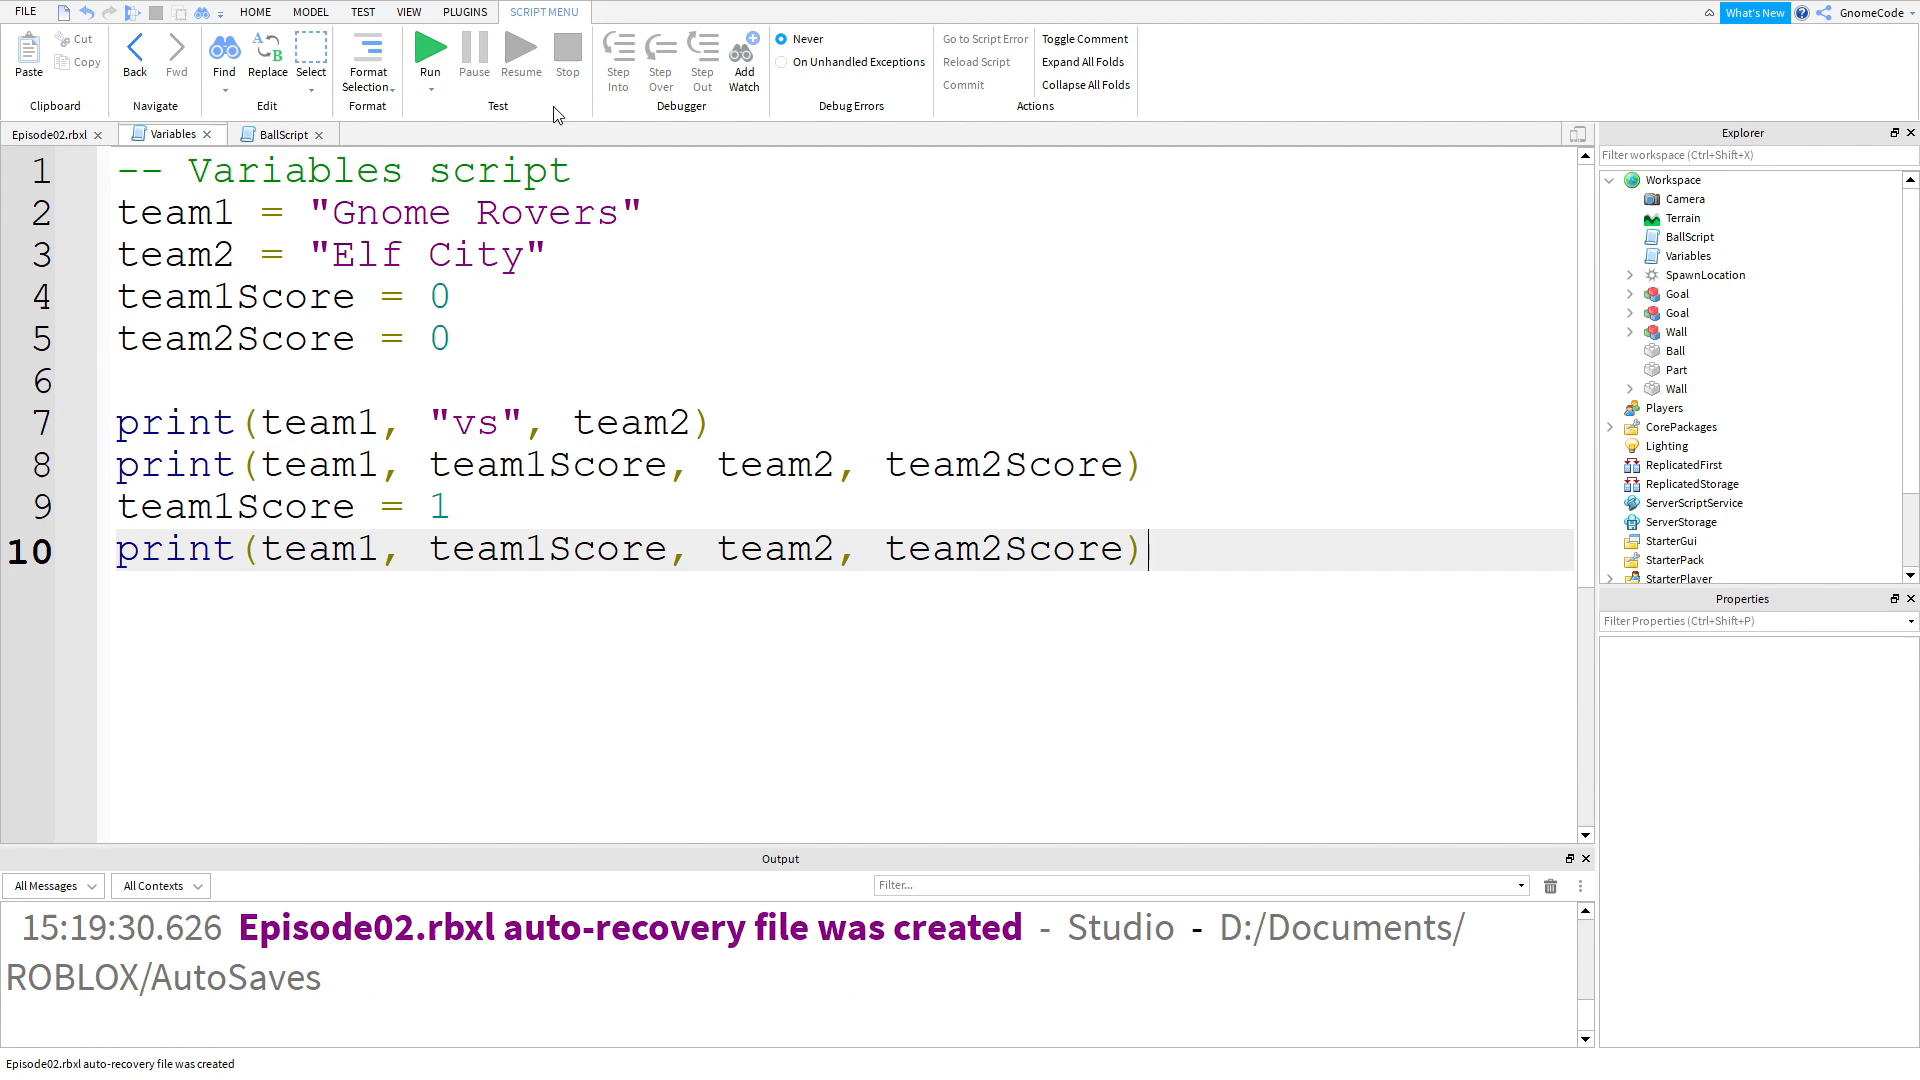 FILE HOME MODEL TEST VIEW PLUGINS SCRIPT MENU What's New GnomeCode
Paste Cut Copy Clipboard
Back Fwd Navigate
Find Replace Select Edit
Format Selection Format
Run Pause Resume Stop Test
Step Into Step Over Step Out Add Watch Debugger
Never
On Unhandled Exceptions
Debug Errors
Go to Script Error Toggle Comment
Reload Script Expand All Folds
Commit Collapse All Folds
Actions
Episode02.rbxl Variables BallScript
1 -- Variables script
2 team1 = "Gnome Rovers"
3 team2 = "Elf City"
4 team1Score = 0
5 team2Score = 0
6
7 print(team1, "vs", team2)
8 print(team1, team1Score, team2, team2Score)
9 team1Score = 1
10 print(team1, team1Score, team2, team2Score)
Explorer
Filter workspace (Ctrl+Shift+X)
Workspace
Camera
Terrain
BallScript
Variables
SpawnLocation
Goal
Goal
Wall
Ball
Part
Wall
Players
CorePackages
Lighting
ReplicatedFirst
ReplicatedStorage
ServerScriptService
ServerStorage
StarterGui
StarterPack
StarterPlayer
Properties
Filter Properties (Ctrl+Shift+P)
Output
All Messages All Contexts Filter...
15:19:30.626 Episode02.rbxl auto-recovery file was created - Studio - D:/Documents/
ROBLOX/AutoSaves
Episode02.rbxl auto-recovery file was created